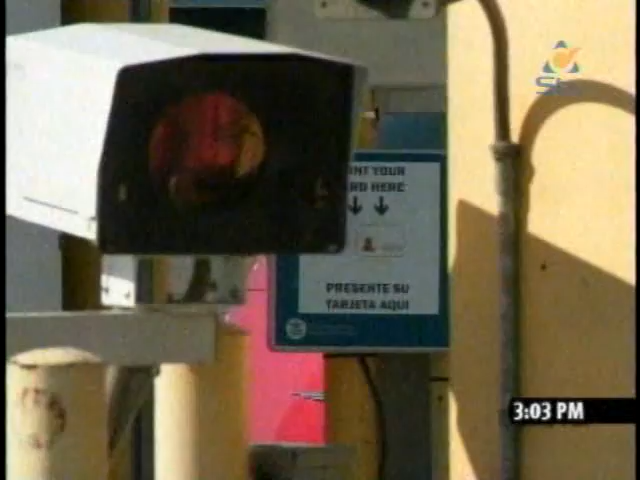 NT YOUR
RD HERE
PRESENTE SU
TARJETA AQUI
3:03 PM